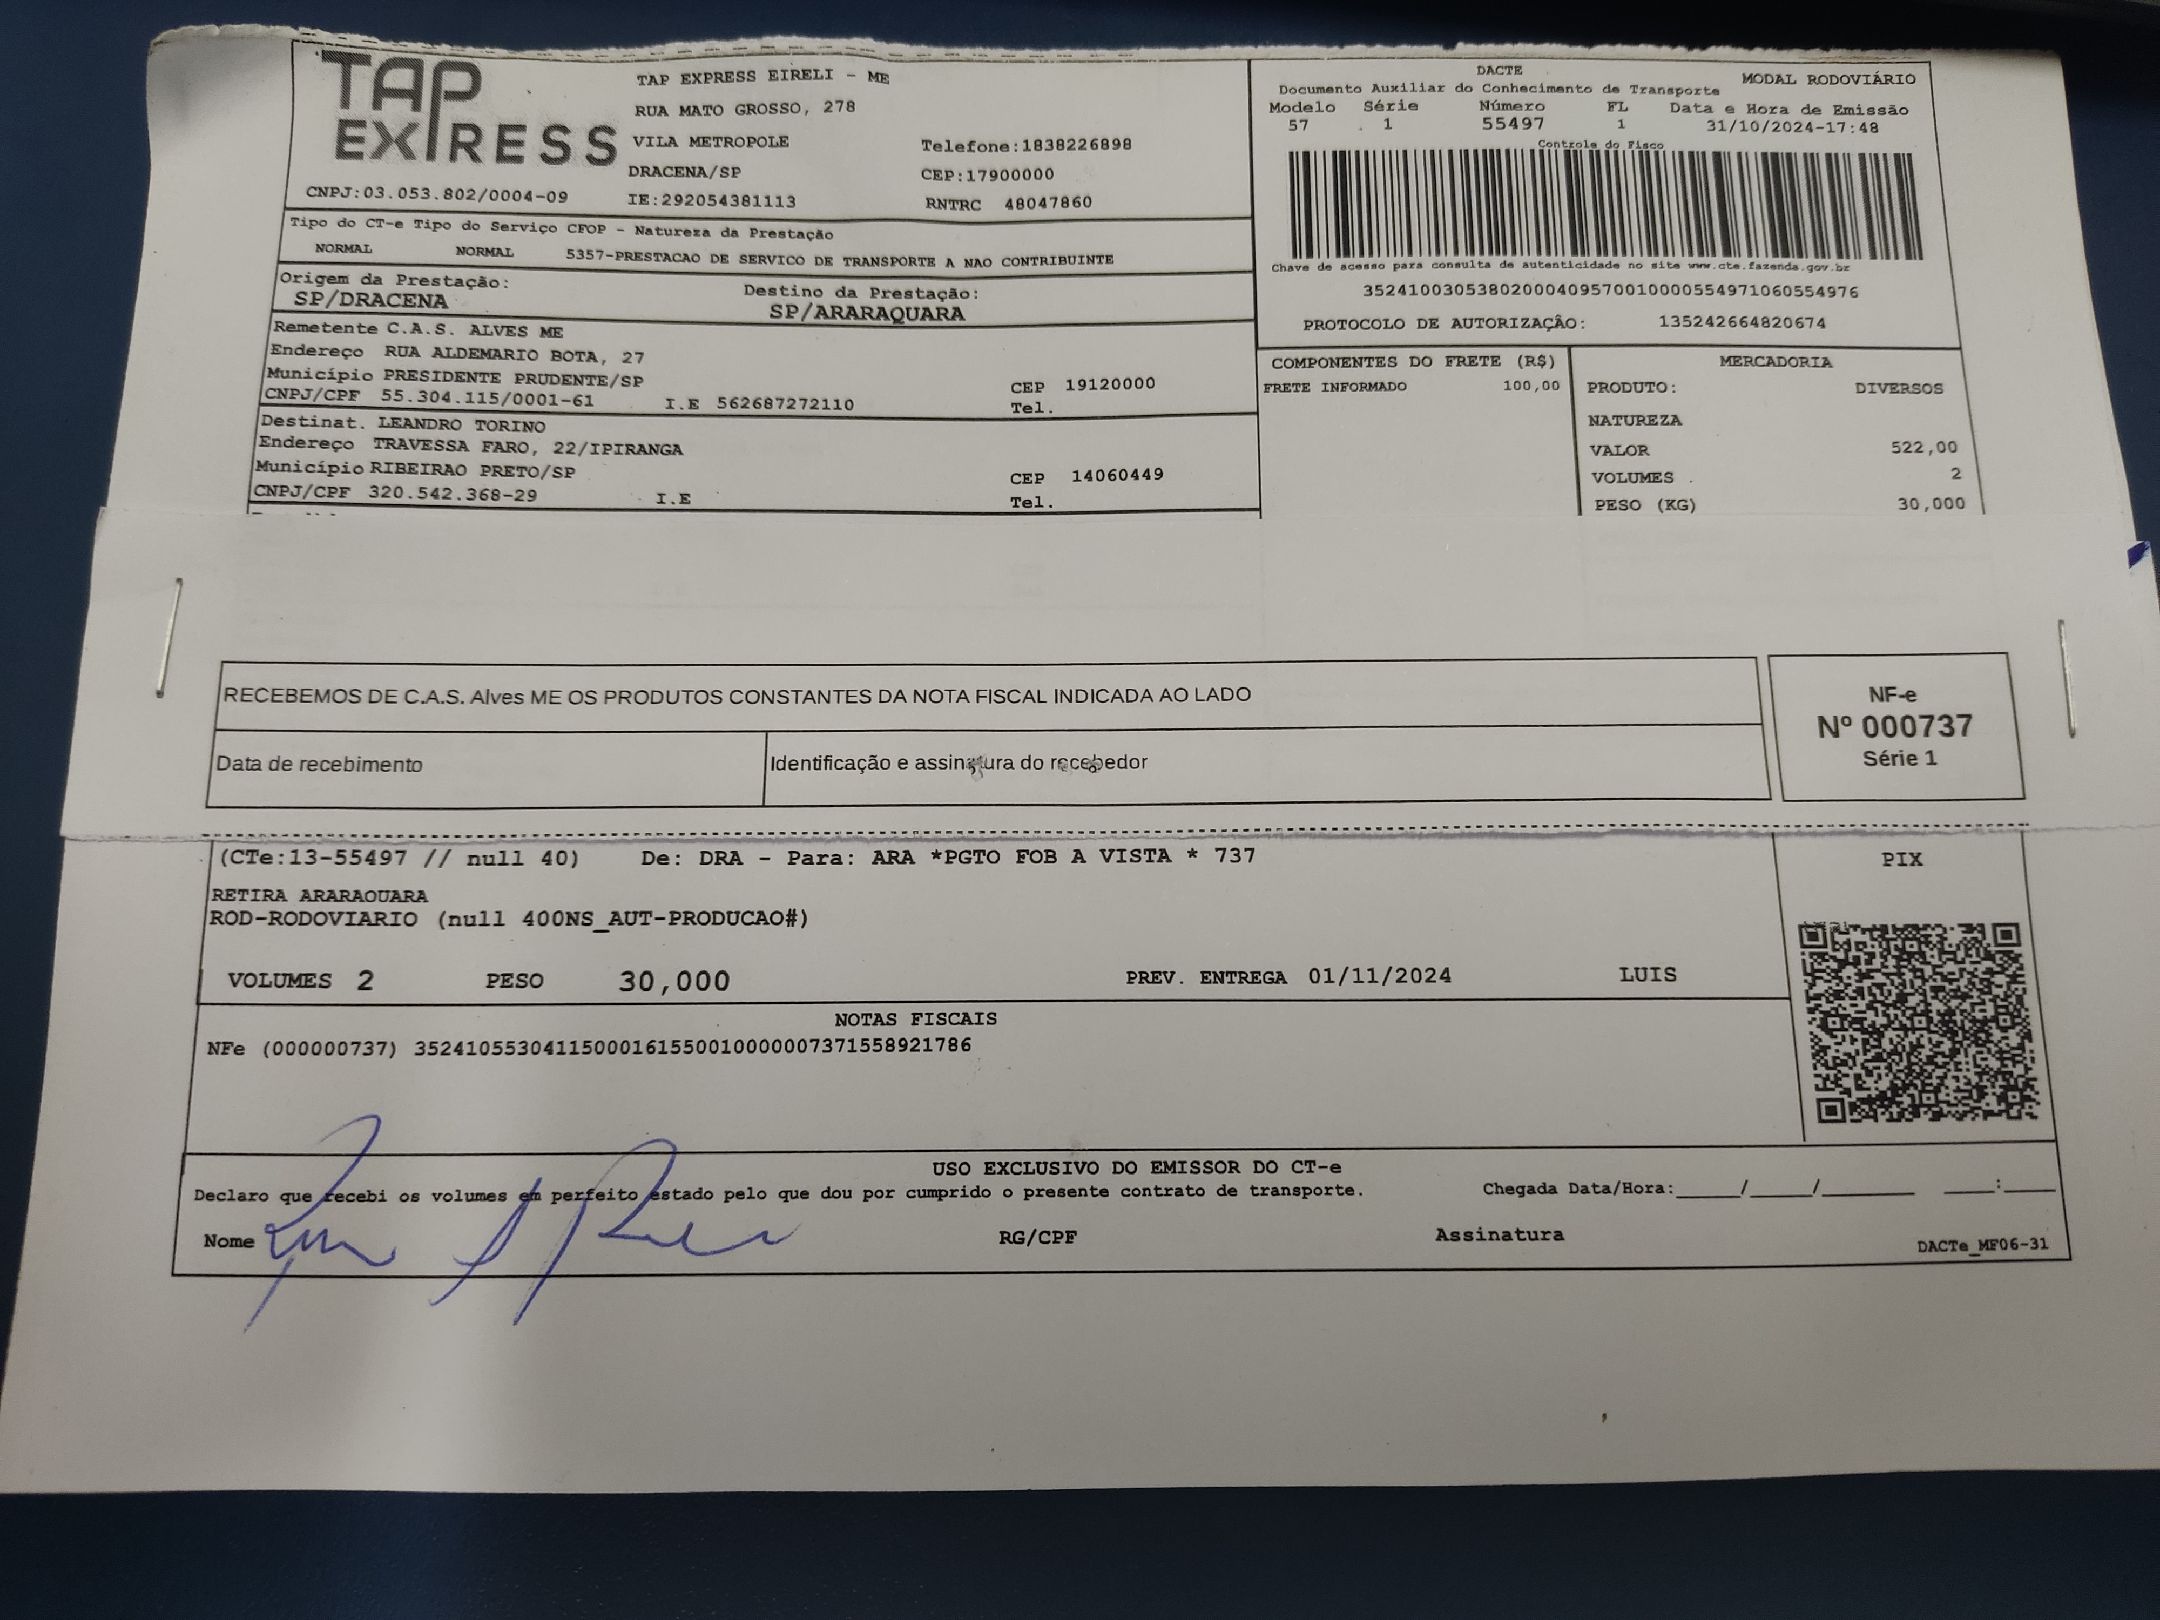 TAP EXPRESS
TAP EXPRESS EIRELI - ME
RUA MATO GROSSO, 278
VILA METROPOLE Telefone:1838226898
DRACENA/SP CEP:17900000
CNPJ:03.053.802/0004-09 IE:292054381113 RNTRC 48047860
DACTE MODAL RODOVIÁRIO
Documento Auxiliar do Conhecimento de Transporte
Modelo Série Número FL Data e Hora de Emissão
57 1 55497 1 31/10/2024-17:48
Controle do Fisco
Chave de acesso para consulta de autenticidade no site www.cte.fazenda.gov.br
35241003053802000409570010000554971060554976
PROTOCOLO DE AUTORIZAÇÃO: 135242664820674
Tipo do CT-e Tipo do Serviço CFOP - Natureza da Prestação
NORMAL NORMAL 5357-PRESTACAO DE SERVICO DE TRANSPORTE A NAO CONTRIBUINTE
Origem da Prestação: Destino da Prestação:
SP/DRACENA SP/ARARAQUARA
Remetente C.A.S. ALVES ME
Endereço RUA ALDEMARIO BOTA, 27
Município PRESIDENTE PRUDENTE/SP CEP 19120000
CNPJ/CPF 55.304.115/0001-61 I.E 562687272110 Tel.
Destinat. LEANDRO TORINO
Endereço TRAVESSA FARO, 22/IPIRANGA
Município RIBEIRAO PRETO/SP CEP 14060449
CNPJ/CPF 320.542.368-29 I.E Tel.
COMPONENTES DO FRETE (R$)
FRETE INFORMADO 100,00
MERCADORIA
PRODUTO: DIVERSOS
NATUREZA
VALOR 522,00
VOLUMES 2
PESO (KG) 30,000
RECEBEMOS DE C.A.S. Alves ME OS PRODUTOS CONSTANTES DA NOTA FISCAL INDICADA AO LADO
Data de recebimento Identificação e assinatura do recebedor
NF-e
Nº 000737
Série 1
(CTe:13-55497 // null 40) De: DRA - Para: ARA *PGTO FOB A VISTA * 737
RETIRA ARARAQUARA
ROD-RODOVIARIO (null 400NS_AUT-PRODUCAO#)
VOLUMES 2 PESO 30,000 PREV. ENTREGA 01/11/2024 LUIS
PIX
NOTAS FISCAIS
NFe (000000737) 35241055304115000161550010000007371558921786
USO EXCLUSIVO DO EMISSOR DO CT-e
Declaro que recebi os volumes em perfeito estado pelo que dou por cumprido o presente contrato de transporte. Chegada Data/Hora:_____/_____/_______ ____:____
Nome RG/CPF Assinatura
DACTe_MF06-31